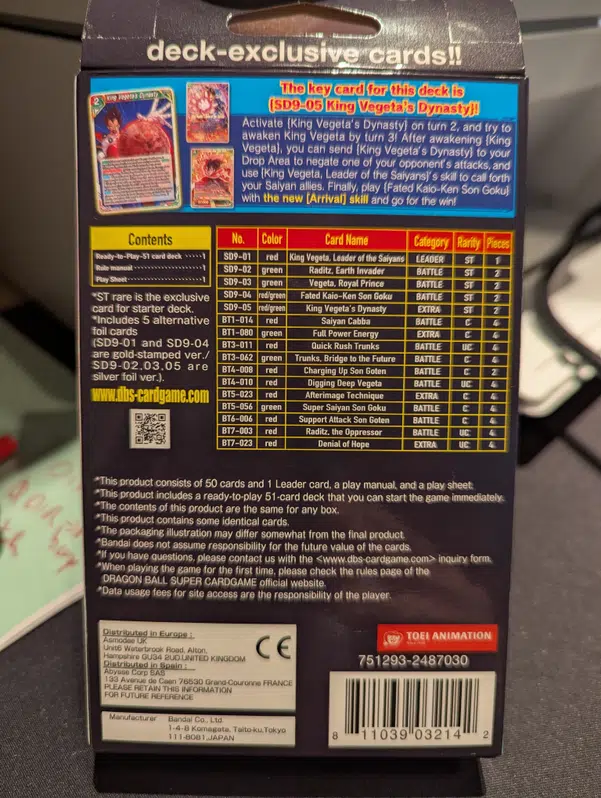 deck-exclusive cards!!
The key card for this deck is
{SD9-05 King Vegeta's Dynasty}!
Activate {King Vegeta's Dynasty} on turn 2, and try to
awaken King Vegeta by turn 3! After awakening {King
Vegeta}, you can send {King Vegeta's Dynasty} to your
Drop Area to negate one of your opponent's attacks, and
use {King Vegeta, Leader of the Saiyans}'s skill to call forth
your Saiyan allies. Finally, play {Fated Kaio-Ken Son Goku}
with the new [Arrival] skill and go for the win!
2 King Vegeta's Dynasty
Contents
Ready-to-Play-51 card deck ····· 1
Rule manual ····· 1
Play Sheet ····· 1
*ST rare is the exclusive
card for starter deck.
*Includes 5 alternative
foil cards
(SD9-01 and SD9-04
are gold-stamped ver./
SD9-02,03,05 are
silver foil ver.).
www.dbs-cardgame.com
No. Color Card Name Category Rarity Pieces
SD9-01 red King Vegeta, Leader of the Saiyans LEADER ST 1
SD9-02 green Raditz, Earth Invader BATTLE ST 2
SD9-03 green Vegeta, Royal Prince BATTLE ST 2
SD9-04 red/green Fated Kaio-Ken Son Goku BATTLE ST 2
SD9-05 red/green King Vegeta's Dynasty EXTRA ST 2
BT1-014 red Saiyan Cabba BATTLE C 4
BT1-080 green Full Power Energy EXTRA C 4
BT3-011 red Quick Rush Trunks BATTLE UC 4
BT3-062 green Trunks, Bridge to the Future BATTLE C 4
BT4-008 red Charging Up Son Goten BATTLE C 2
BT4-010 red Digging Deep Vegeta BATTLE UC 4
BT5-023 red Afterimage Technique EXTRA C 4
BT5-056 green Super Saiyan Son Goku BATTLE C 4
BT6-006 red Support Attack Son Goten BATTLE C 4
BT7-003 red Raditz, the Oppressor BATTLE UC 4
BT7-023 red Denial of Hope EXTRA UC 4
*This product consists of 50 cards and 1 Leader card, a play manual, and a play sheet.
*This product includes a ready-to-play 51-card deck that you can start the game immediately.
*The contents of this product are the same for any box.
*This product contains some identical cards.
*The packaging illustration may differ somewhat from the final product.
*Bandai does not assume responsibility for the future value of the cards.
*If you have questions, please contact us with the <www.dbs-cardgame.com> inquiry form.
*When playing the game for the first time, please check the rules page of the
DRAGON BALL SUPER CARDGAME official website.
*Data usage fees for site access are the responsibility of the player.
Distributed in Europe :
Asmodee UK
Unit6 Waterbrook Road, Alton,
Hampshire GU34 2UD,UNITED KINGDOM
Distributed in Spain :
Abysse Corp SAS
133 Avenue de Caen 76530 Grand-Couronne FRANCE
PLEASE RETAIN THIS INFORMATION
FOR FUTURE REFERENCE
CE
Manufacturer Bandai Co., Ltd.
1-4-8 Komagata, Taito-ku,Tokyo
111-8081,JAPAN
TOEI ANIMATION
751293-2487030
8 11039 03214 2